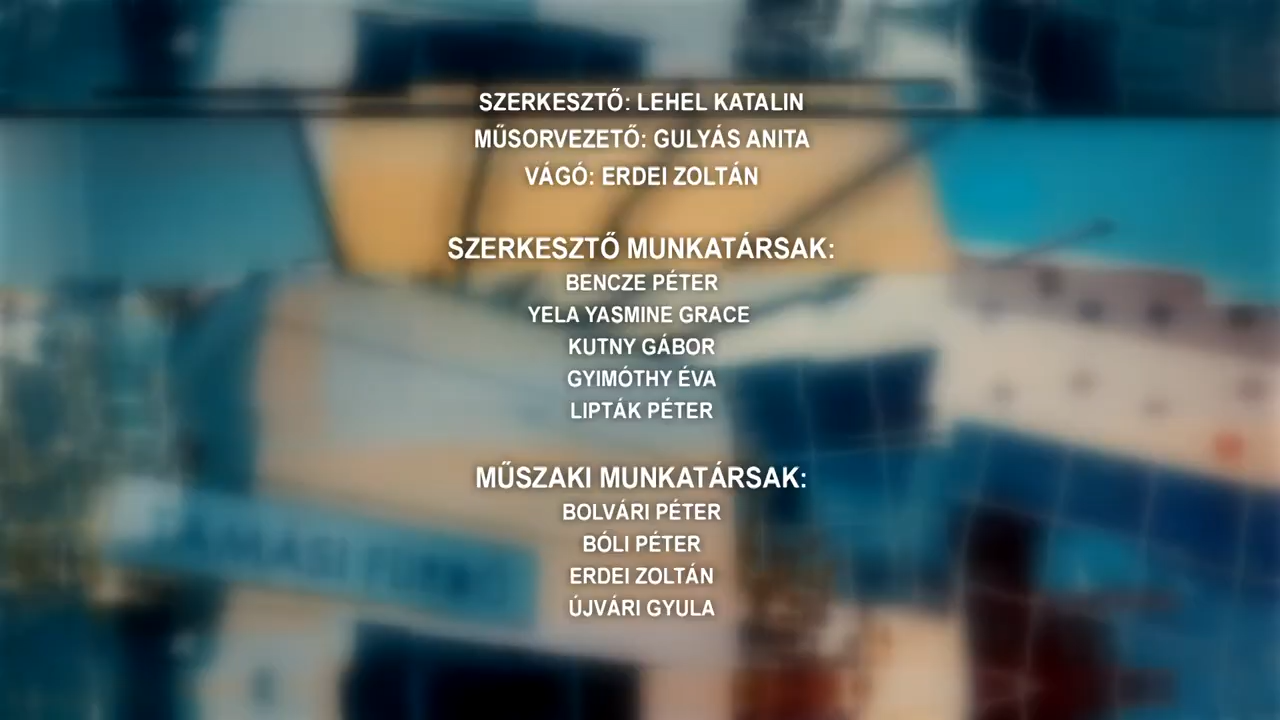 SZERKESZTŐ: LEHEL KATALIN
MŰSORVEZETŐ: GULYÁS ANITA
VÁGÓ: ERDEI ZOLTÁN
SZERKESZTŐ MUNKATÁRSAK:
BENCZE PÉTER
YELA YASMINE GRACE
KUTNY GÁBOR
GYIMÓTHY ÉVA
LIPTÁK PÉTER
MŰSZAKI MUNKATÁRSAK:
BOLVÁRI PÉTER
BÓLI PÉTER
ERDEI ZOLTÁN
ÚJVÁRI GYULA